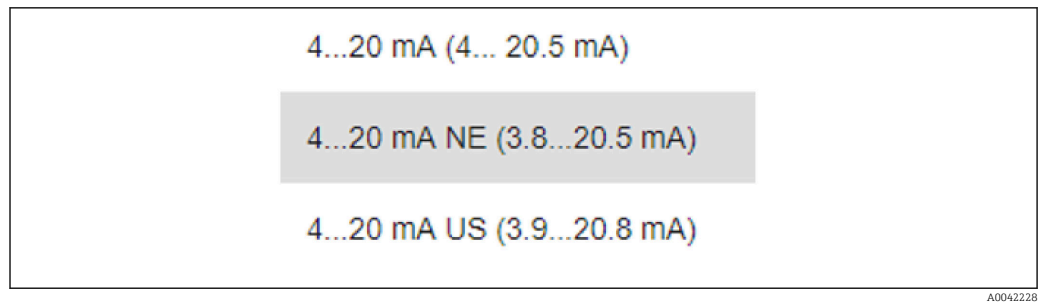 4...20 mA (4... 20.5 mA)
4...20 mA NE (3.8...20.5 mA)
4...20 mA US (3.9...20.8 mA)
A0042228